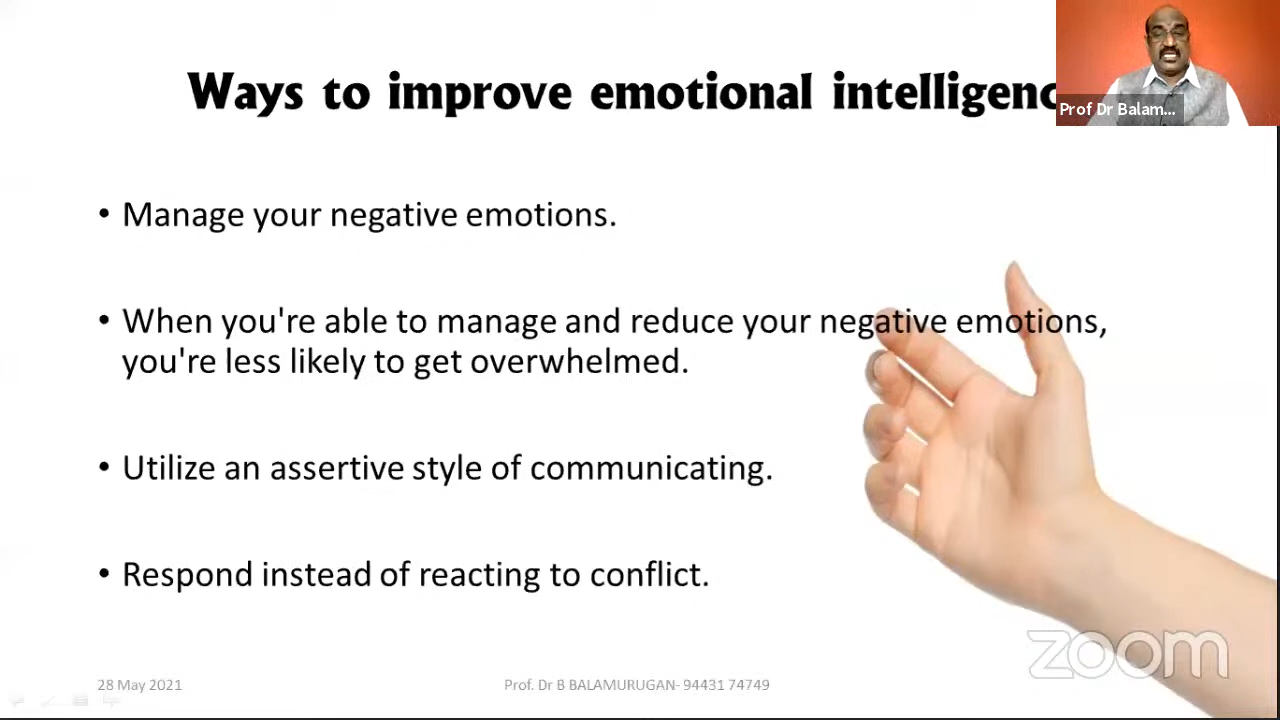 Ways to improve emotional intelligenc
Prof Dr Balam...
• Manage your negative emotions.
• When you're able to manage and reduce your negative emotions,
you're less likely to get overwhelmed.
• Utilize an assertive style of communicating.
• Respond instead of reacting to conflict.
zoom
28 May 2021
Prof. Dr B BALAMURUGAN- 94431 74749